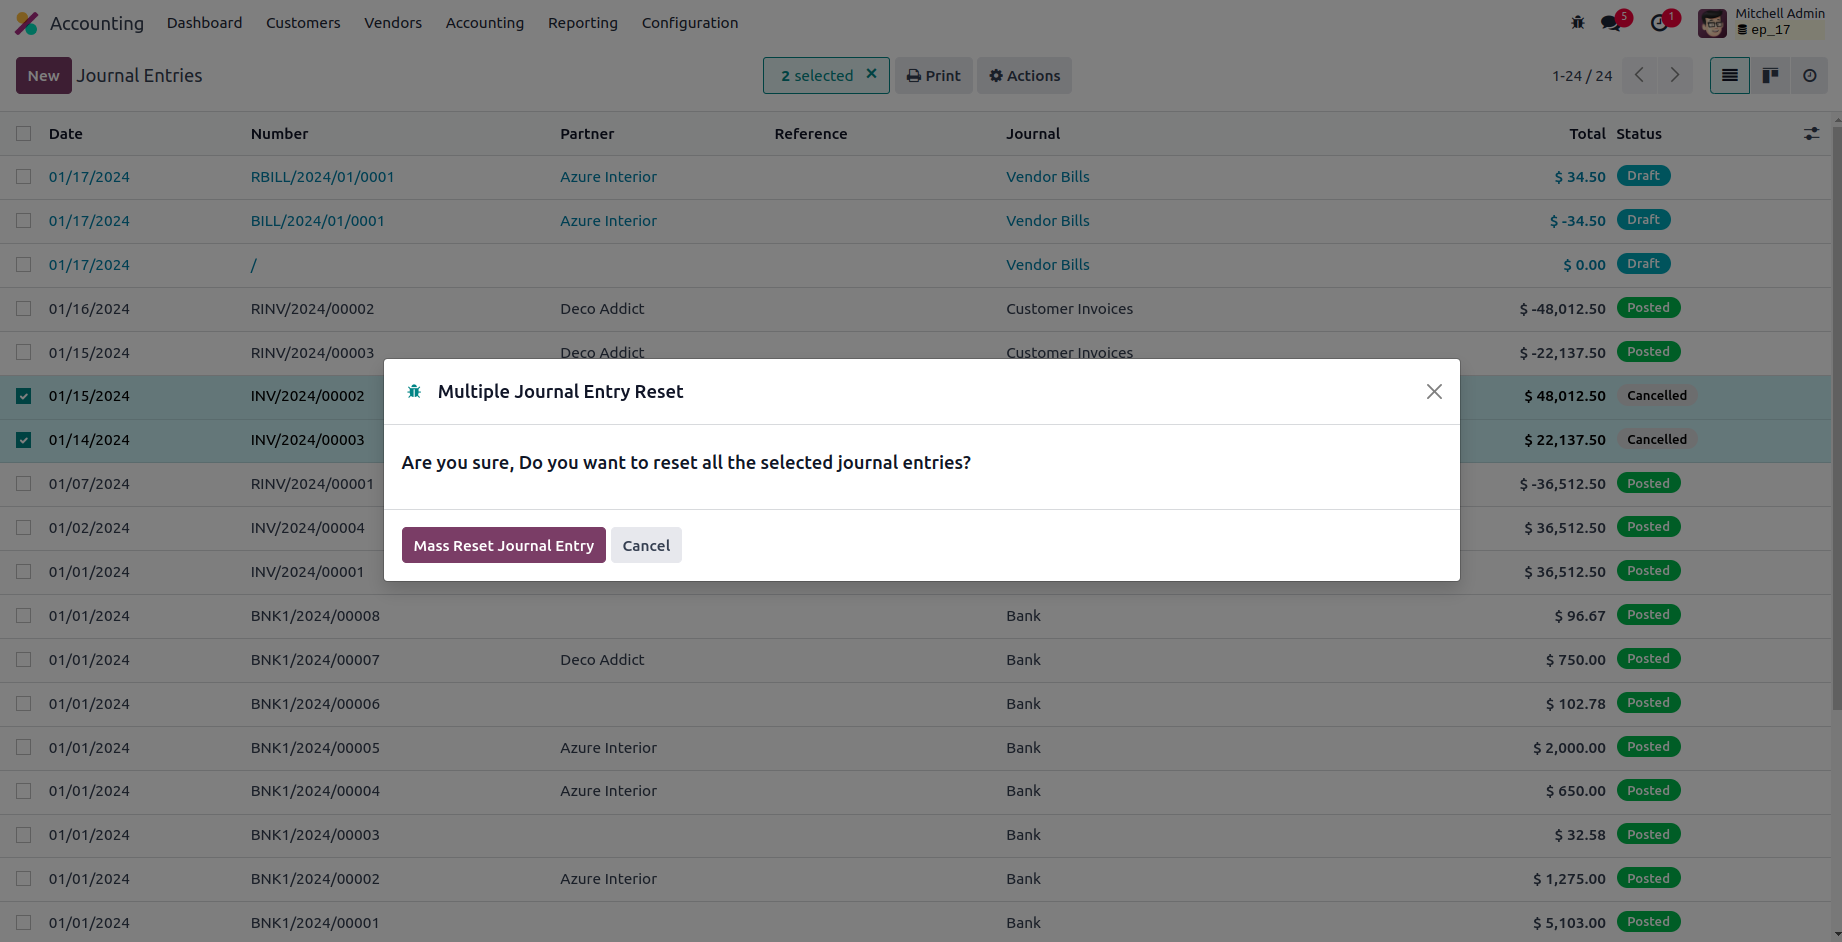 Accounting Dashboard Customers Vendors Accounting Reporting Configuration 5 1 Mitchell Admin
ep_17
New Journal Entries 2 selected Print Actions 1-24 / 24
Date Number Partner Reference Journal Total Status
01/17/2024 RBILL/2024/01/0001 Azure Interior Vendor Bills $ 34.50 Draft
01/17/2024 BILL/2024/01/0001 Azure Interior Vendor Bills $ -34.50 Draft
01/17/2024 / Vendor Bills $ 0.00 Draft
01/16/2024 RINV/2024/00002 Deco Addict Customer Invoices $ -48,012.50 Posted
01/15/2024 RINV/2024/00003 Deco Addict Customer Invoices $ -22,137.50 Posted
01/15/2024 INV/2024/00002 $ 48,012.50 Cancelled
01/14/2024 INV/2024/00003 $ 22,137.50 Cancelled
01/07/2024 RINV/2024/00001 $ -36,512.50 Posted
01/02/2024 INV/2024/00004 $ 36,512.50 Posted
01/01/2024 INV/2024/00001 $ 36,512.50 Posted
Multiple Journal Entry Reset
Are you sure, Do you want to reset all the selected journal entries?
Mass Reset Journal Entry Cancel
01/01/2024 BNK1/2024/00008 Bank $ 96.67 Posted
01/01/2024 BNK1/2024/00007 Deco Addict Bank $ 750.00 Posted
01/01/2024 BNK1/2024/00006 Bank $ 102.78 Posted
01/01/2024 BNK1/2024/00005 Azure Interior Bank $ 2,000.00 Posted
01/01/2024 BNK1/2024/00004 Azure Interior Bank $ 650.00 Posted
01/01/2024 BNK1/2024/00003 Bank $ 32.58 Posted
01/01/2024 BNK1/2024/00002 Azure Interior Bank $ 1,275.00 Posted
01/01/2024 BNK1/2024/00001 Bank $ 5,103.00 Posted